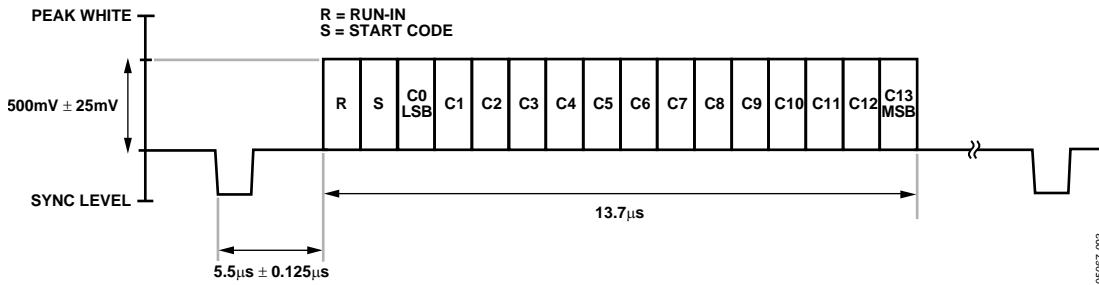 PEAK WHITE
R = RUN-IN
S = START CODE
500mV ± 25mV
R
S
C0
LSB
C1
C2
C3
C4
C5
C6
C7
C8
C9
C10
C11
C12
C13
MSB
SYNC LEVEL
13.7μs
5.5μs ± 0.125μs